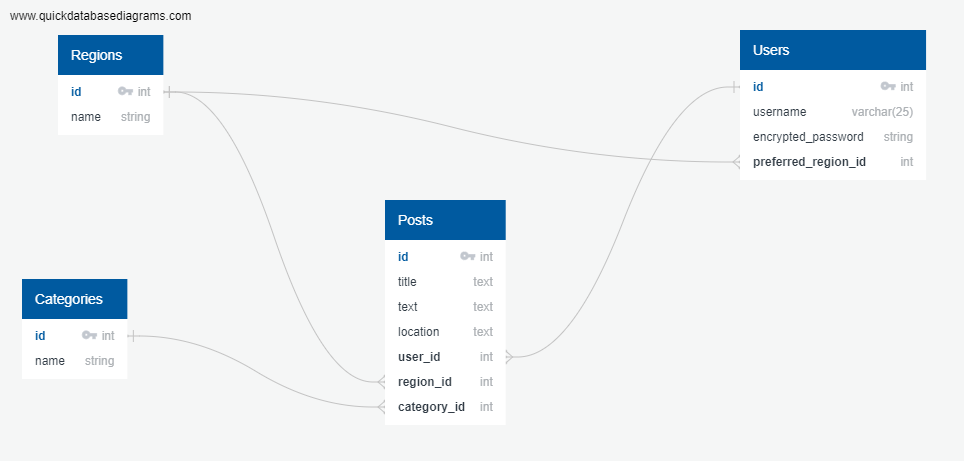 www.quickdatabasediagrams.com
Regions
id int
name string
Users
id int
username varchar(25)
encrypted_password string
preferred_region_id int
Posts
id int
title text
text text
location text
user_id int
region_id int
category_id int
Categories
id int
name string